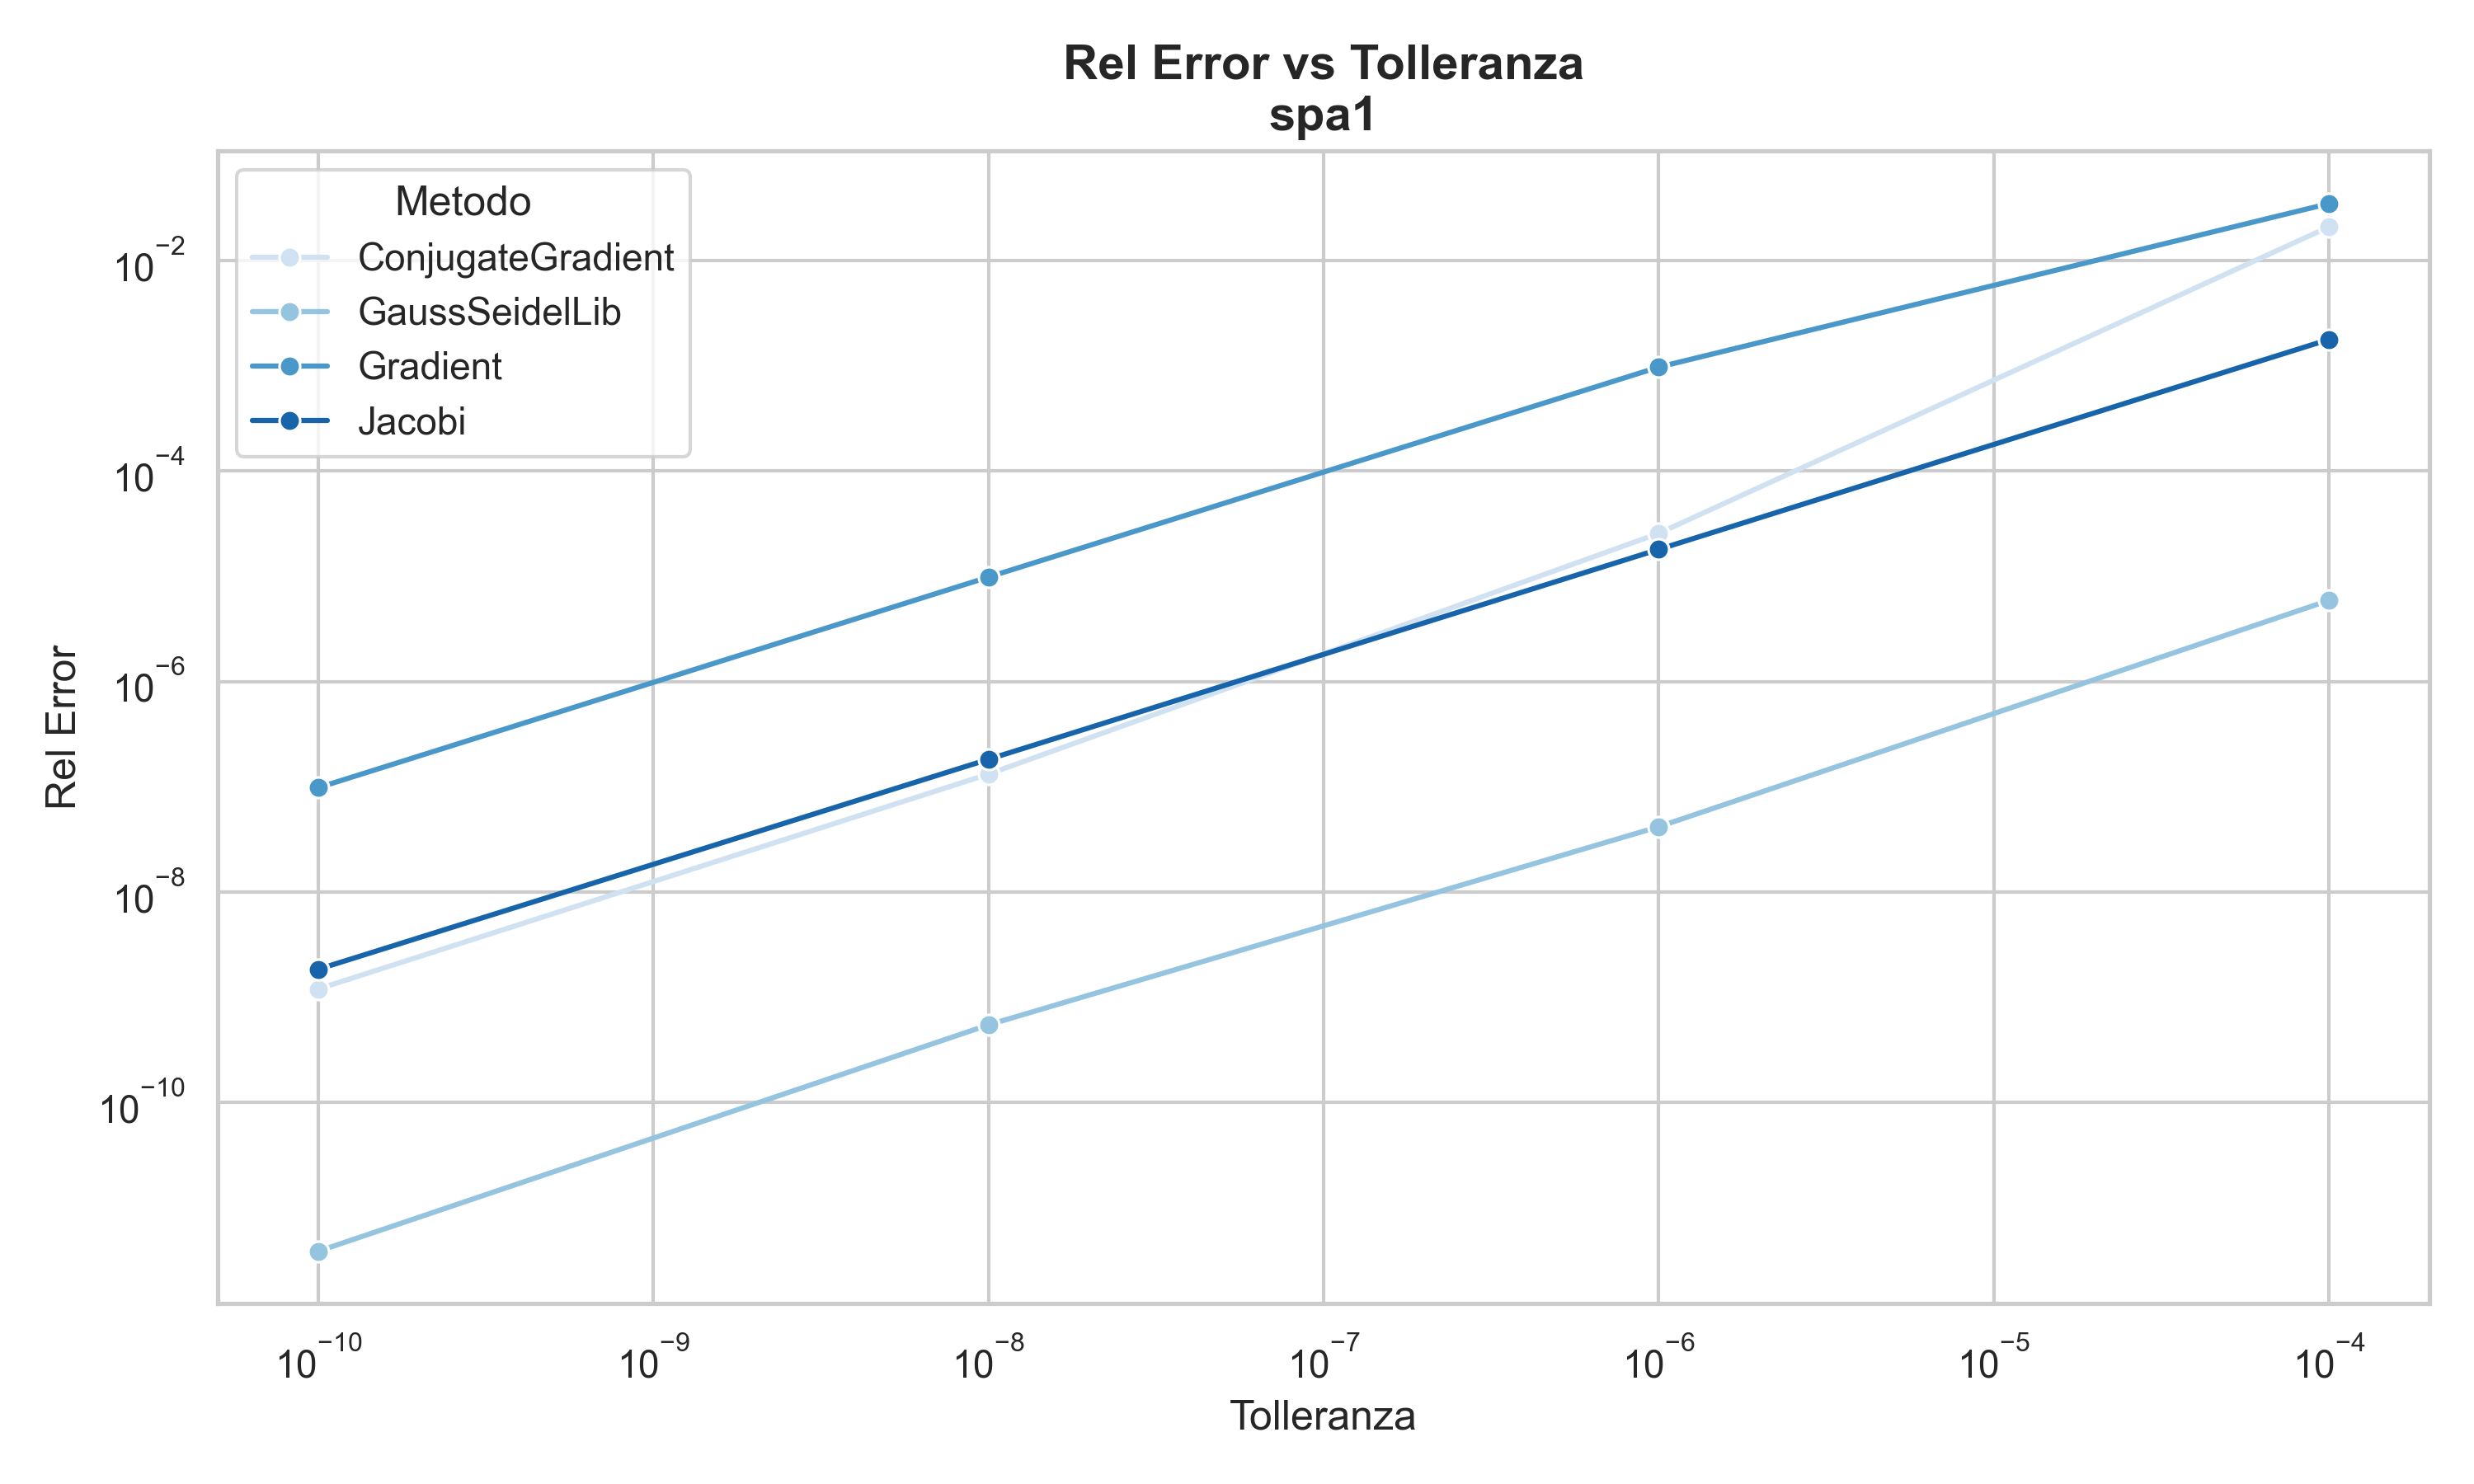 Rel Error vs Tolleranza
spa1
Metodo
ConjugateGradient
GaussSeidelLib
Gradient
Jacobi
Rel Error
10⁻²
10⁻⁴
10⁻⁶
10⁻⁸
10⁻¹⁰
10⁻¹⁰ 10⁻⁹ 10⁻⁸ 10⁻⁷ 10⁻⁶ 10⁻⁵ 10⁻⁴
Tolleranza